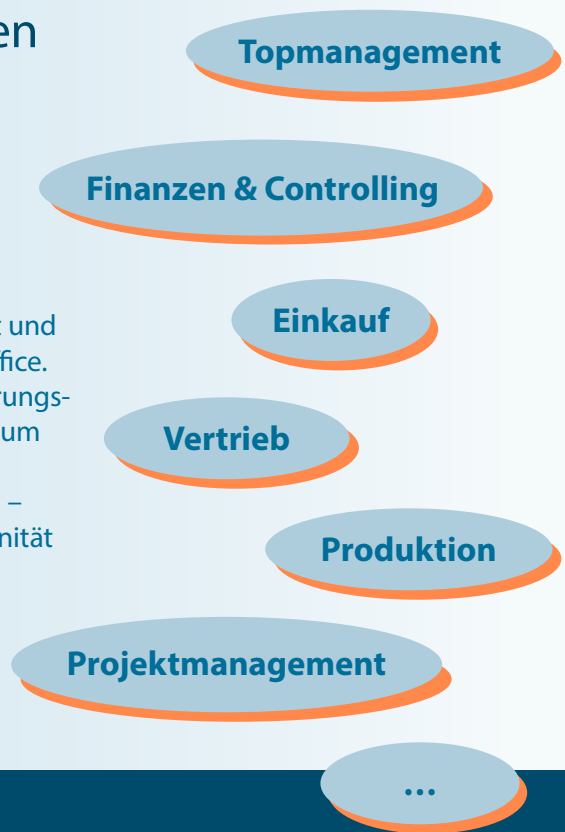 en
Topmanagement
Finanzen & Controlling
Einkauf
t und
fice.
rungs-
um
–
nität
Vertrieb
Produktion
Projektmanagement
…